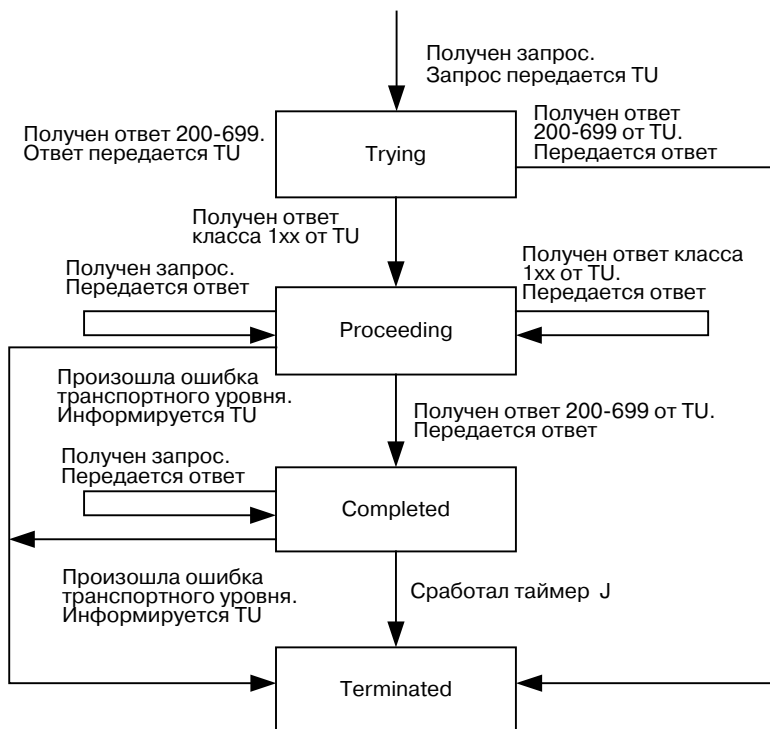 Получен запрос.
Запрос передается TU
Получен ответ 200-699.
Ответ передается TU
Trying
Получен ответ
200-699 от TU.
Передается ответ
Получен ответ
класса 1xx от TU
Получен запрос.
Передается ответ
Получен ответ класса
1xx от TU.
Передается ответ
Proceeding
Произошла ошибка
транспортного уровня.
Информируется TU
Получен ответ 200-699 от TU.
Передается ответ
Получен запрос.
Передается ответ
Completed
Произошла ошибка
транспортного уровня.
Информируется TU
Сработал таймер J
Terminated